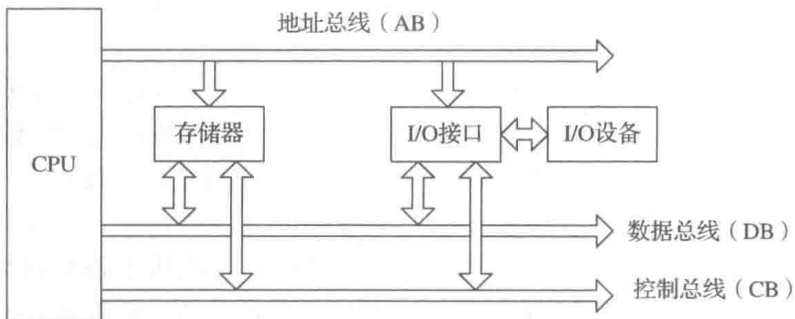 地址总线（AB）
存储器
I/O接口
I/O设备
CPU
数据总线（DB）
控制总线（CB）